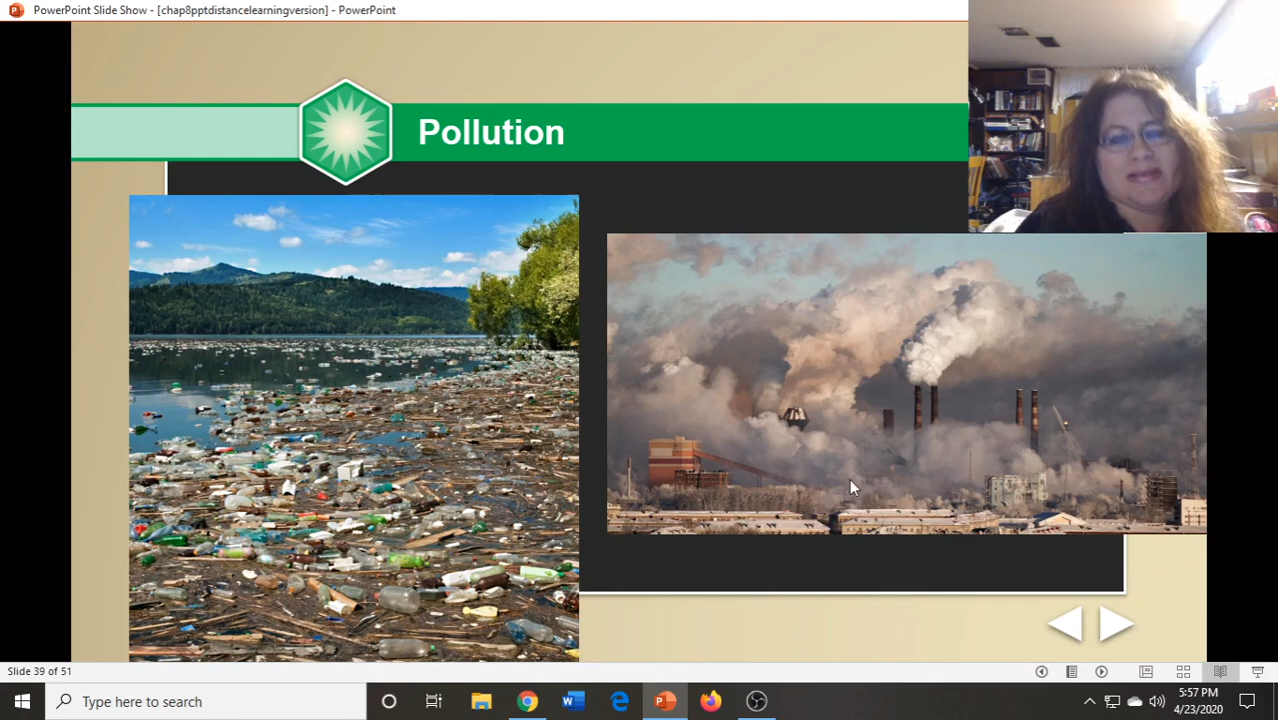 PowerPoint Slide Show - [chap8pptdistancelearningversion] - PowerPoint
Pollution
Slide 39 of 51
Type here to search
5:57 PM
4/23/2020